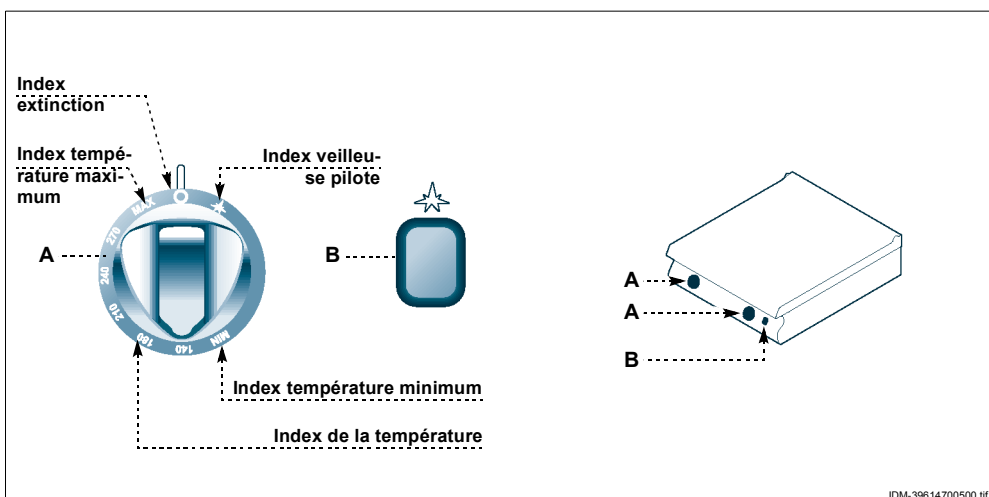 Index
extinction
Index tempé-
rature maxi-
mum
Index veilleu-
se pilote
A
B
MAX
270
240
210
180
140
MIN
Index température minimum
Index de la température
A
A
B
IDM-39614700500.tif